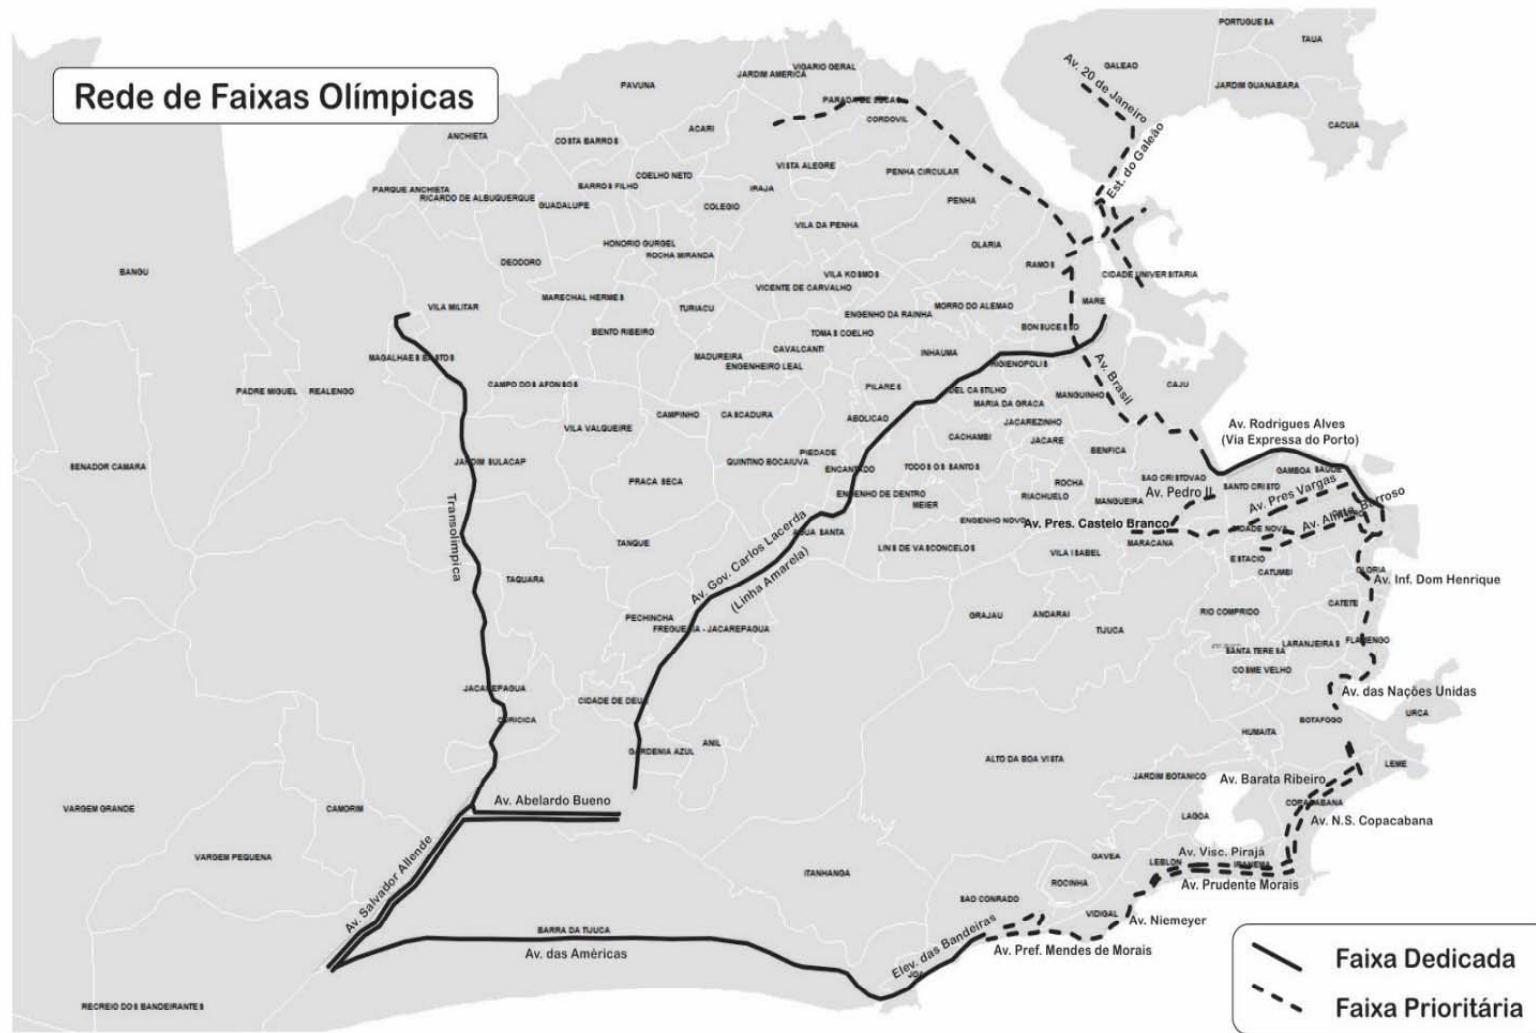 Rede de Faixas Olímpicas
PORTUGUESA
TAUA
GALEAO
JARDIM GUANABARA
CACUIA
Av. 20 de Janeiro
Est. do Galeão
VIGARIO GERAL
JARDIM AMERICA
PAVUNA
CORDOVIL
ACARI
ANCHIETA
COSTA BARROS
VISTA ALEGRE
PENHA CIRCULAR
COELHO NETO
BARROS FILHO
IRAJA
PARQUE ANCHIETA
RICARDO DE ALBUQUERQUE
GUADALUPE
COLEGIO
PENHA
VILA DA PENHA
HONORIO GURGEL
ROCHA MIRANDA
OLARIA
DEODORO
RAMOS
BANGU
VILA KOSMOS
CIDADE UNIVERSITARIA
VICENTE DE CARVALHO
MARECHAL HERMES
VILA MILITAR
TURIACU
MORRO DO ALEMAO
MARE
ENGENHO DA RAINHA
BENTO RIBEIRO
TOMAS COELHO
BONSUCESSO
CAVALCANTI
INHAUMA
MAGALHAES BASTOS
MADUREIRA
ENGENHEIRO LEAL
HIGIENOPOLIS
Av. Brasil
PADRE MIGUEL
REALENGO
CAMPO DOS AFONSOS
PILARES
DEL CASTILHO
MANGUINHO
CAJU
MARIA DA GRACA
CAMPINHO
CASCADURA
ABOLICAO
JACAREZINHO
VILA VALQUEIRE
CACHAMBI
JACARE
Av. Rodrigues Alves
(Via Expressa do Porto)
BENFICA
PIEDADE
SENADOR CAMARA
JARDIM SULACAP
QUINTINO BOCAIUVA
ENCANTADO
TODOS OS SANTOS
GAMBOA
SAUDE
PRACA SECA
ROCHA
SAO CRISTOVAO
SANTO CRISTO
ENGENHO DE DENTRO
MEIER
RIACHUELO
MANGUEIRA
Av. Pedro II
Av. Pres Vargas
Av. Almte. Barroso
Transolímpica
ENGENHO NOVO
Av. Pres. Castelo Branco
CIDADE NOVA
AGUA SANTA
TANQUE
Av. Gov. Carlos Lacerda
(Linha Amarela)
LINS DE VASCONCELOS
VILA ISABEL
MARACANA
ESTACIO
CATUMBI
GLORIA
TAQUARA
Av. Inf. Dom Henrique
PECHINCHA
FREGUESIA - JACAREPAGUA
GRAJAU
ANDARAI
TIJUCA
RIO COMPRIDO
CATETE
LARANJEIRAS
FLAMENGO
SANTA TERESA
COSME VELHO
JACAREPAGUA
CIDADE DE DEUS
Av. das Nações Unidas
CURICICA
BOTAFOGO
URCA
HUMAITA
GARDENIA AZUL
ANIL
ALTO DA BOA VISTA
LEME
JARDIM BOTANICO
Av. Barata Ribeiro
Av. Abelardo Bueno
COPACABANA
VARGEM GRANDE
CAMORIM
LAGOA
Av. N.S. Copacabana
Av. Salvador Allende
VARGEM PEQUENA
GAVEA
Av. Visc. Pirajá
LEBLON
IPANEMA
ITANHANGA
ROCINHA
Av. Prudente Morais
SAO CONRADO
VIDIGAL
Av. Niemeyer
BARRA DA TIJUCA
Av. das Américas
Elev. das Bandeiras
Av. Pref. Mendes de Morais
JOA
RECREIO DOS BANDEIRANTES
Faixa Dedicada
Faixa Prioritária